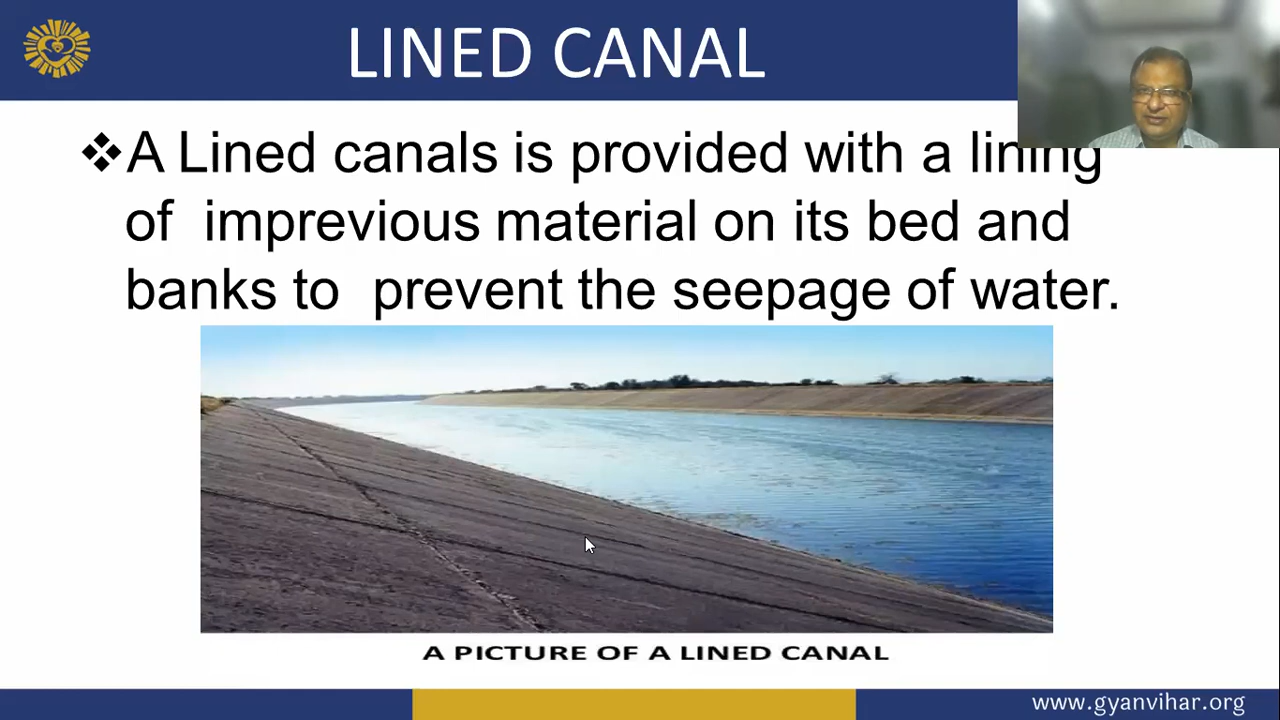 LINED CANAL
❖A Lined canals is provided with a lining
of imprevious material on its bed and
banks to prevent the seepage of water.
A PICTURE OF A LINED CANAL
www.gyanvihar.org